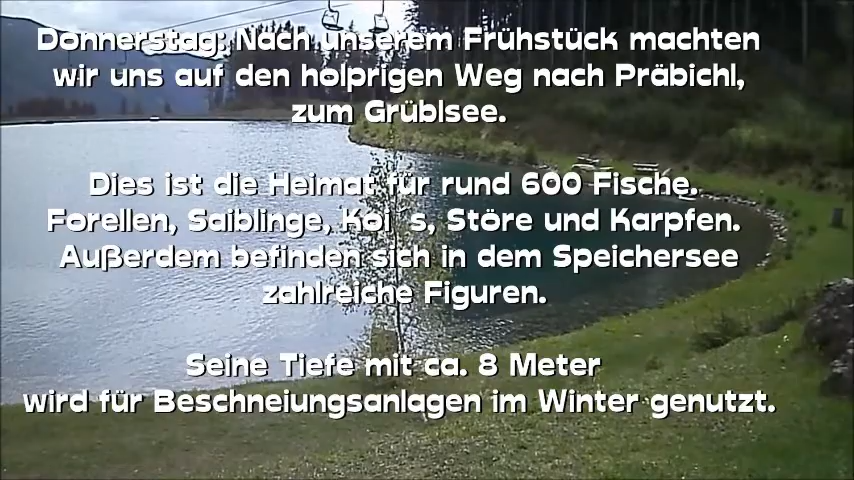 Donnerstag: Nach unserem Frühstück machten
wir uns auf den holprigen Weg nach Präbichl,
zum Grüblsee.
Dies ist die Heimat für rund 600 Fische.
Forellen, Saiblinge, Koi s, Störe und Karpfen.
Außerdem befinden sich in dem Speichersee
zahlreiche Figuren.
Seine Tiefe mit ca. 8 Meter
wird für Beschneiungsanlagen im Winter genutzt.